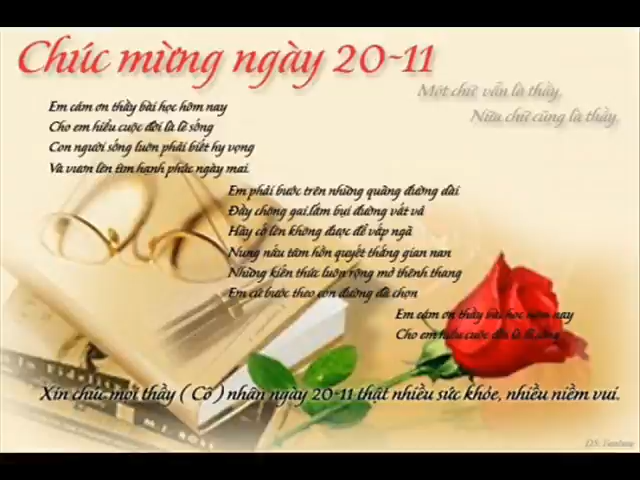 Chúc mừng ngày 20-11
Một chữ vẫn là thầy,
Nửa chữ cũng là thầy.
Em cám ơn thầy bài học hôm nay
Cho em hiểu cuộc đời là lẽ sống
Con người sống luôn phải biết hy vọng
Và vươn lên tìm hạnh phúc ngày mai.
Em phải bước trên những quãng đường dài
Đầy chông gai, lấm bụi đường vất vả
Hãy cố lên không được để vấp ngã
Nung nấu tâm hồn quyết thắng gian nan
Những kiến thức luôn rộng mở thênh thang
Em cứ bước theo con đường đã chọn
Em cám ơn thầy bài học hôm nay
Cho em hiểu cuộc đời là lẽ sống
Xin chúc mọi thầy ( Cô ) nhân ngày 20-11 thật nhiều sức khỏe, nhiều niềm vui.